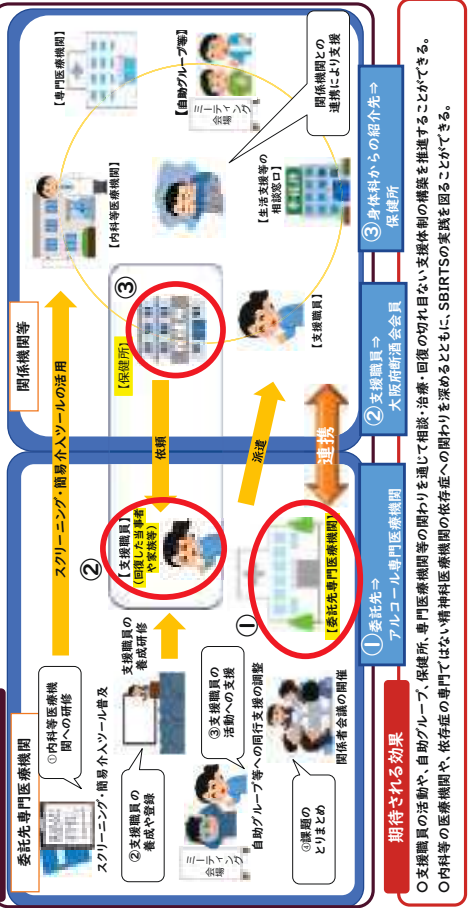 委託先専門医療機関
①内科等医療機
関への研修
スクリーニング・簡易介入ツール普及
②支援職員の
養成や登録
支援職員の
養成研修
③支援職員の
活動への支援
ミーティング
会場
自助グループ等への同行支援の調整
④課題の
とりまとめ
関係者会議の開催
スクリーニング・簡易介入ツールの活用
②
【支援職員】
(回復した当事者
や家族等)
①
【委託先専門医療機関】
依頼
派遣
連携
関係機関等
③
【保健所】
【内科等医療機関】
【専門医療機関】
【自助グループ等】
ミーティング
会場
関係機関との
連携により支援
【生活支援等の
相談窓口】
【支援職員】
①委託先⇒
アルコール専門医療機関
②支援職員⇒
大阪府断酒会会員
③身体科からの紹介先⇒
保健所
期待される効果
○支援職員の活動や、自助グループ、保健所、専門医療機関等の関わりを通じて相談・治療・回復の切れ目ない支援体制の構築を推進することができる。
○内科等の医療機関や、依存症の専門ではない精神科医療機関の依存症への関わりを深めるとともに、SBIRTSの実践を図ることができる。